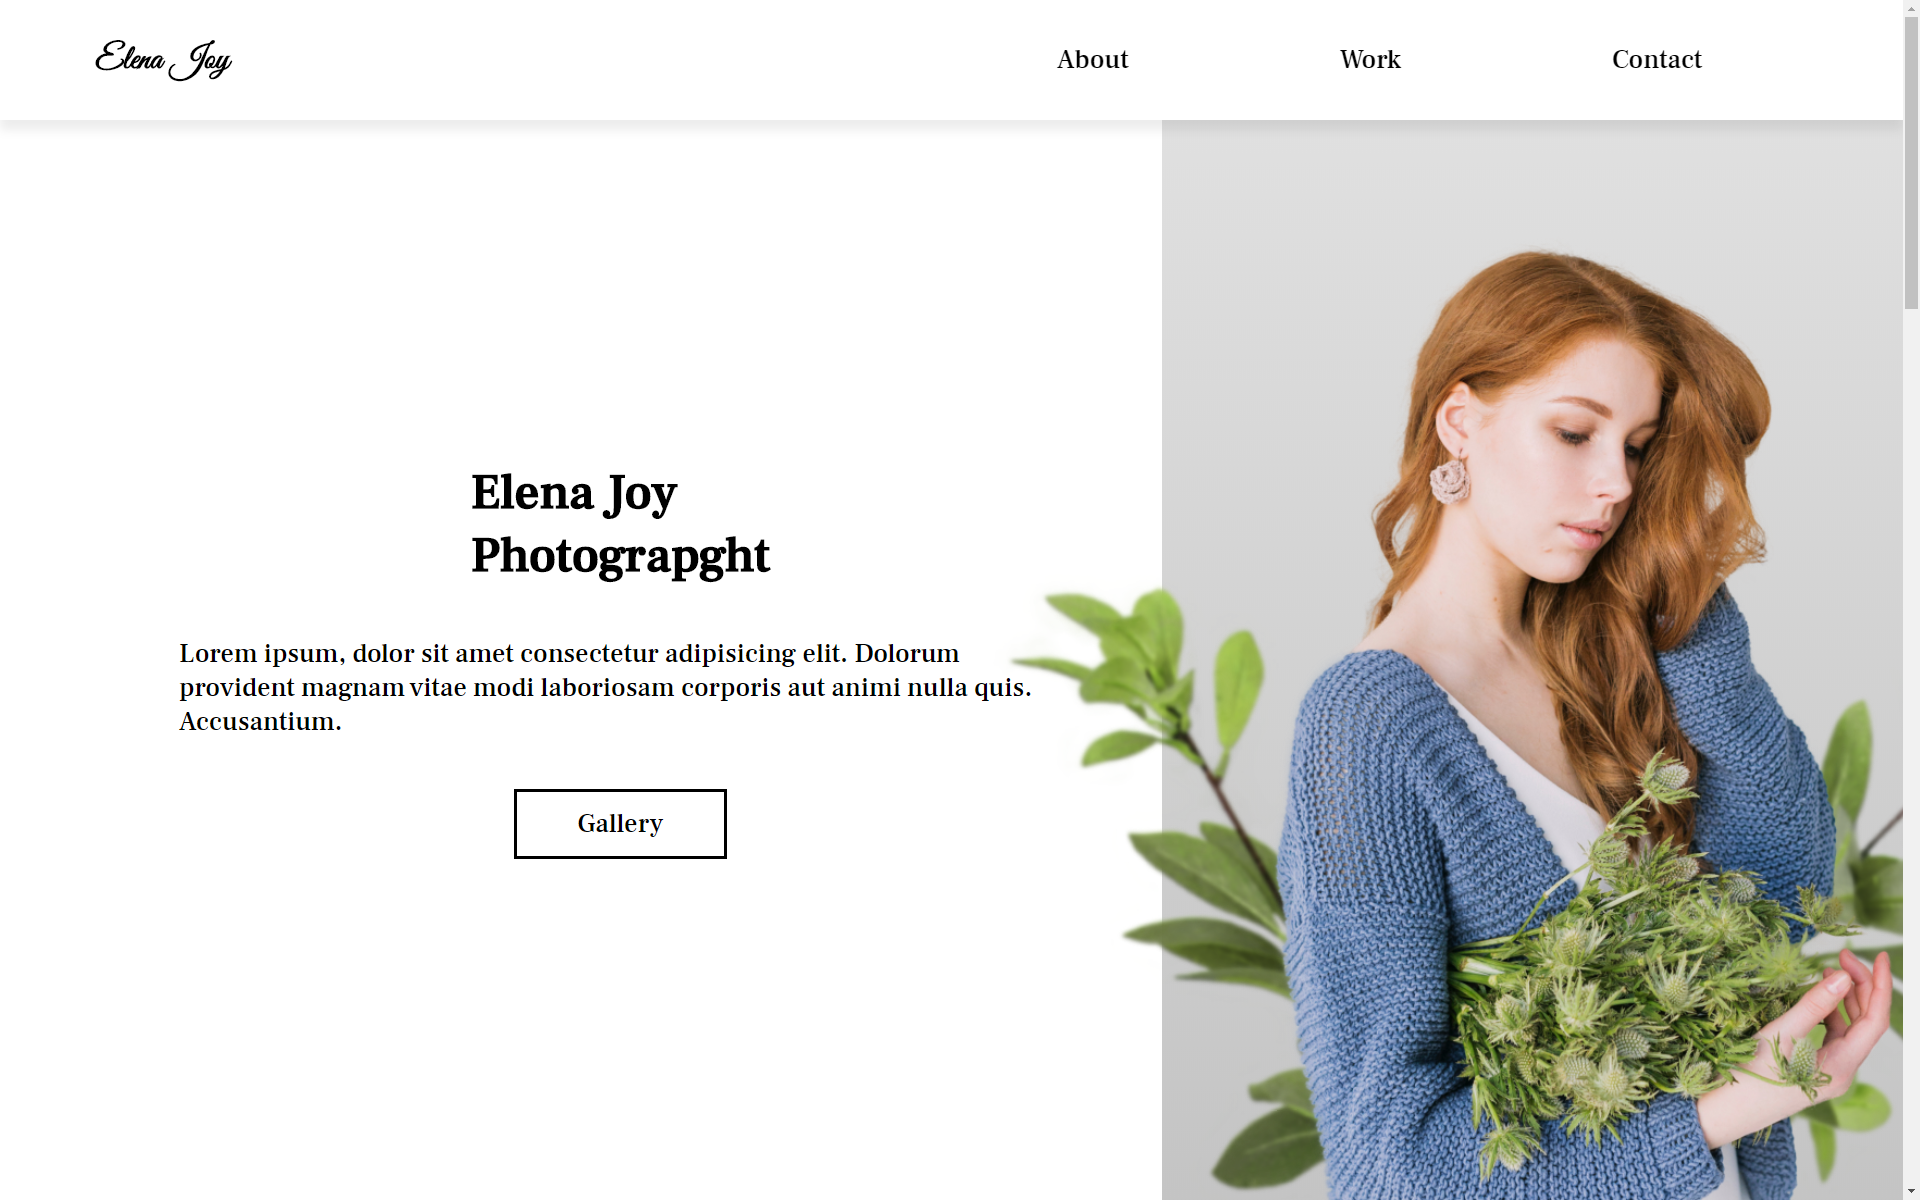 Elena Joy
About
Work
Contact
Elena Joy
Photograpght
Lorem ipsum, dolor sit amet consectetur adipisicing elit. Dolorum
provident magnam vitae modi laboriosam corporis aut animi nulla quis.
Accusantium.
Gallery